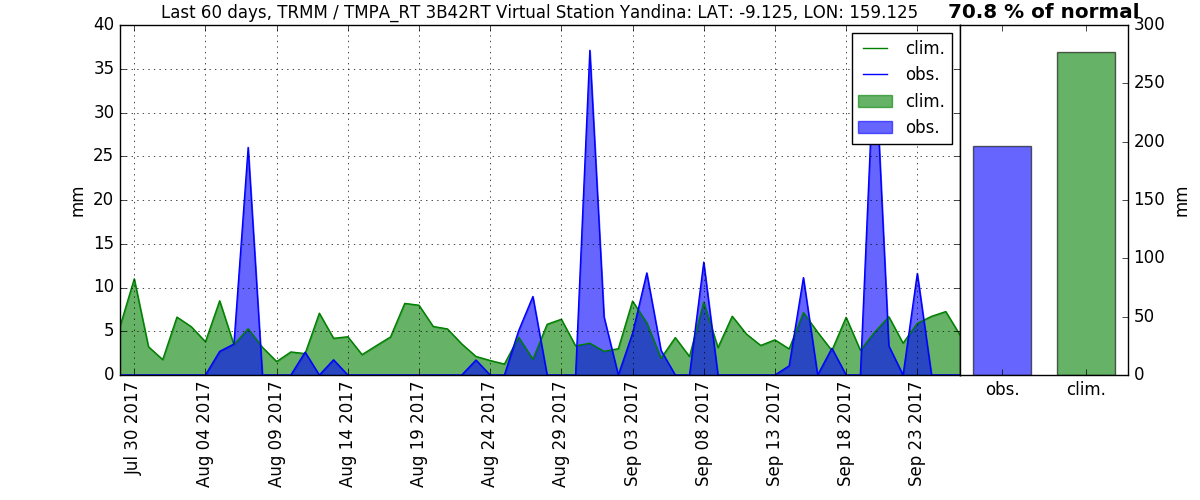 Last 60 days, TRMM / TMPA_RT 3B42RT Virtual Station Yandina: LAT: -9.125, LON: 159.125
70.8 % of normal
mm
40
35
30
25
20
15
10
5
0
clim.
obs.
clim.
obs.
Jul 30 2017
Aug 04 2017
Aug 09 2017
Aug 14 2017
Aug 19 2017
Aug 24 2017
Aug 29 2017
Sep 03 2017
Sep 08 2017
Sep 13 2017
Sep 18 2017
Sep 23 2017
300
250
200
150
100
50
0
mm
obs.
clim.